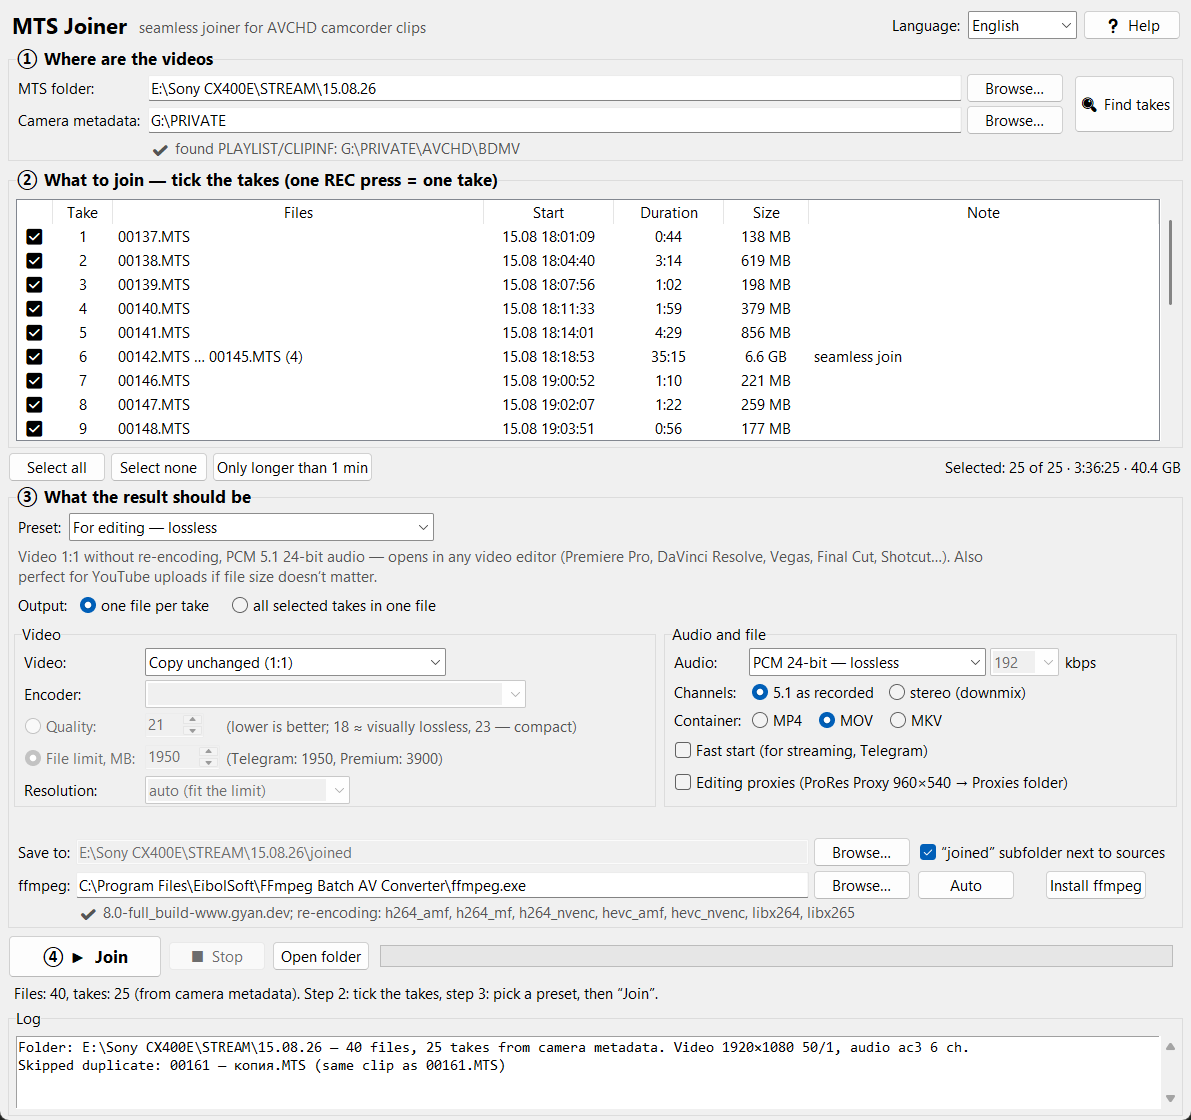 MTS Joiner seamless joiner for AVCHD camcorder clips Language: English ? Help
① Where are the videos
MTS folder: E:\Sony CX400E\STREAM\15.08.26 Browse... Find takes
Camera metadata: G:\PRIVATE Browse...
✔ found PLAYLIST/CLIPINF: G:\PRIVATE\AVCHD\BDMV
② What to join — tick the takes (one REC press = one take)
Take Files Start Duration Size Note
1 00137.MTS 15.08 18:01:09 0:44 138 MB
2 00138.MTS 15.08 18:04:40 3:14 619 MB
3 00139.MTS 15.08 18:07:56 1:02 198 MB
4 00140.MTS 15.08 18:11:33 1:59 379 MB
5 00141.MTS 15.08 18:14:01 4:29 856 MB
6 00142.MTS ... 00145.MTS (4) 15.08 18:18:53 35:15 6.6 GB seamless join
7 00146.MTS 15.08 19:00:52 1:10 221 MB
8 00147.MTS 15.08 19:02:07 1:22 259 MB
9 00148.MTS 15.08 19:03:51 0:56 177 MB
Select all Select none Only longer than 1 min Selected: 25 of 25 · 3:36:25 · 40.4 GB
③ What the result should be
Preset: For editing — lossless
Video 1:1 without re-encoding, PCM 5.1 24-bit audio — opens in any video editor (Premiere Pro, DaVinci Resolve, Vegas, Final Cut, Shotcut...). Also
perfect for YouTube uploads if file size doesn't matter.
Output: one file per take all selected takes in one file
Video
Video: Copy unchanged (1:1)
Encoder:
Quality: 21 (lower is better; 18 ≈ visually lossless, 23 — compact)
File limit, MB: 1950 (Telegram: 1950, Premium: 3900)
Resolution: auto (fit the limit)
Audio and file
Audio: PCM 24-bit — lossless 192 kbps
Channels: 5.1 as recorded stereo (downmix)
Container: MP4 MOV MKV
Fast start (for streaming, Telegram)
Editing proxies (ProRes Proxy 960×540 → Proxies folder)
Save to: E:\Sony CX400E\STREAM\15.08.26\joined Browse... "joined" subfolder next to sources
ffmpeg: C:\Program Files\EibolSoft\FFmpeg Batch AV Converter\ffmpeg.exe Browse... Auto Install ffmpeg
✔ 8.0-full_build-www.gyan.dev; re-encoding: h264_amf, h264_mf, h264_nvenc, hevc_amf, hevc_nvenc, libx264, libx265
④ ▶ Join ■ Stop Open folder
Files: 40, takes: 25 (from camera metadata). Step 2: tick the takes, step 3: pick a preset, then "Join".
Log
Folder: E:\Sony CX400E\STREAM\15.08.26 — 40 files, 25 takes from camera metadata. Video 1920×1080 50/1, audio ac3 6 ch.
Skipped duplicate: 00161 — копия.MTS (same clip as 00161.MTS)